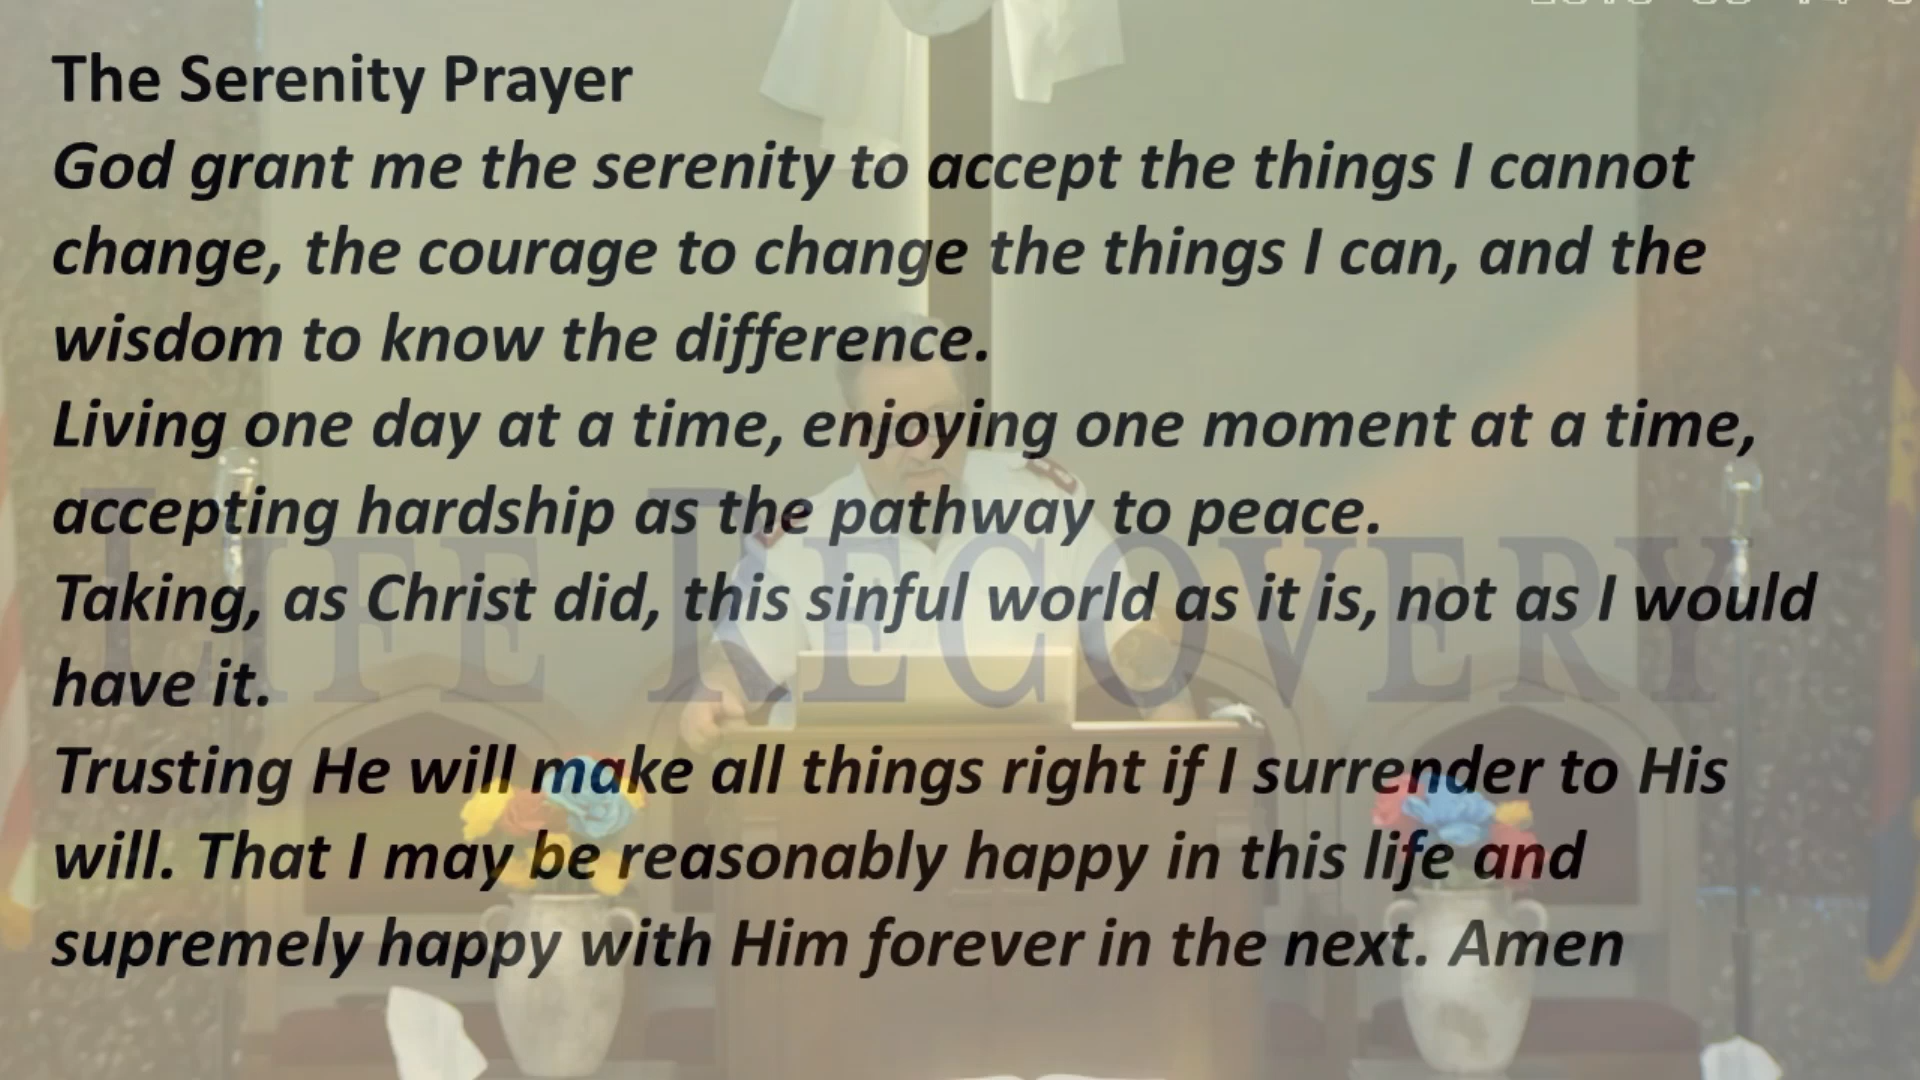 The Serenity Prayer
God grant me the serenity to accept the things I cannot
change, the courage to change the things I can, and the
wisdom to know the difference.
Living one day at a time, enjoying one moment at a time,
accepting hardship as the pathway to peace.
Taking, as Christ did, this sinful world as it is, not as I would
have it.
Trusting He will make all things right if I surrender to His
will. That I may be reasonably happy in this life and
supremely happy with Him forever in the next. Amen
LIFE RECOVERY